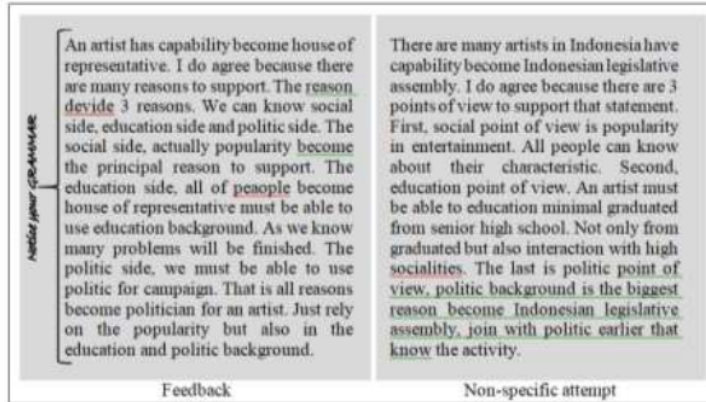 Notice your GRAMMAR
An artist has capability become house of
representative. I do agree because there
are many reasons to support. The reason
devide 3 reasons. We can know social
side, education side and politic side. The
social side, actually popularity become
the principal reason to support. The
education side, all of peaople become
house of representative must be able to
use education background. As we know
many problems will be finished. The
politic side, we must be able to use
politic for campaign. That is all reasons
become politician for an artist. Just rely
on the popularity but also in the
education and politic background.
Feedback
There are many artists in Indonesia have
capability become Indonesian legislative
assembly. I do agree because there are 3
points of view to support that statement.
First, social point of view is popularity
in entertainment. All people can know
about their characteristic. Second,
education point of view. An artist must
be able to education minimal graduated
from senior high school. Not only from
graduated but also interaction with high
socialities. The last is politic point of
view, politic background is the biggest
reason become Indonesian legislative
assembly, join with politic earlier that
know the activity.
Non-specific attempt